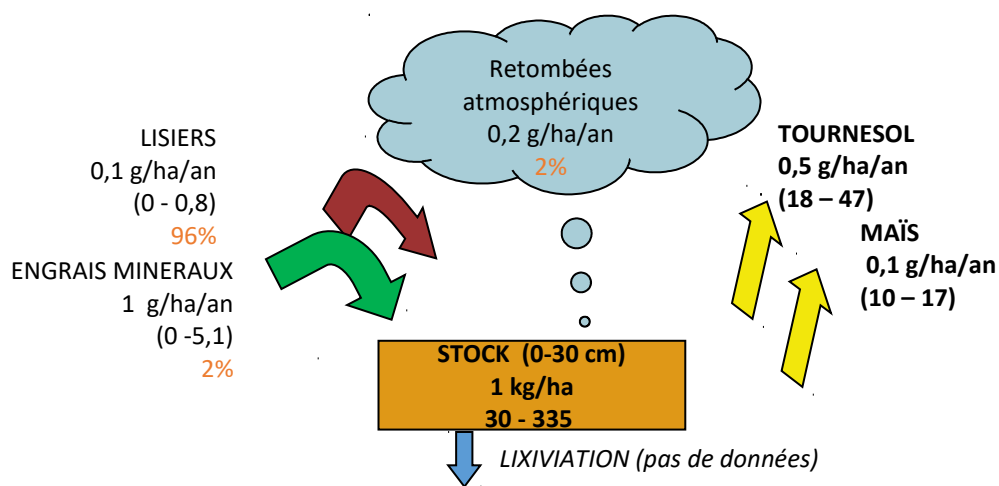 Retombées
atmosphériques
0,2 g/ha/an
2%
LISIERS
0,1 g/ha/an
(0 - 0,8)
96%
ENGRAIS MINERAUX
1 g/ha/an
(0 -5,1)
2%
TOURNESOL
0,5 g/ha/an
(18 – 47)
MAÏS
0,1 g/ha/an
(10 – 17)
STOCK (0-30 cm)
1 kg/ha
30 - 335
LIXIVIATION (pas de données)